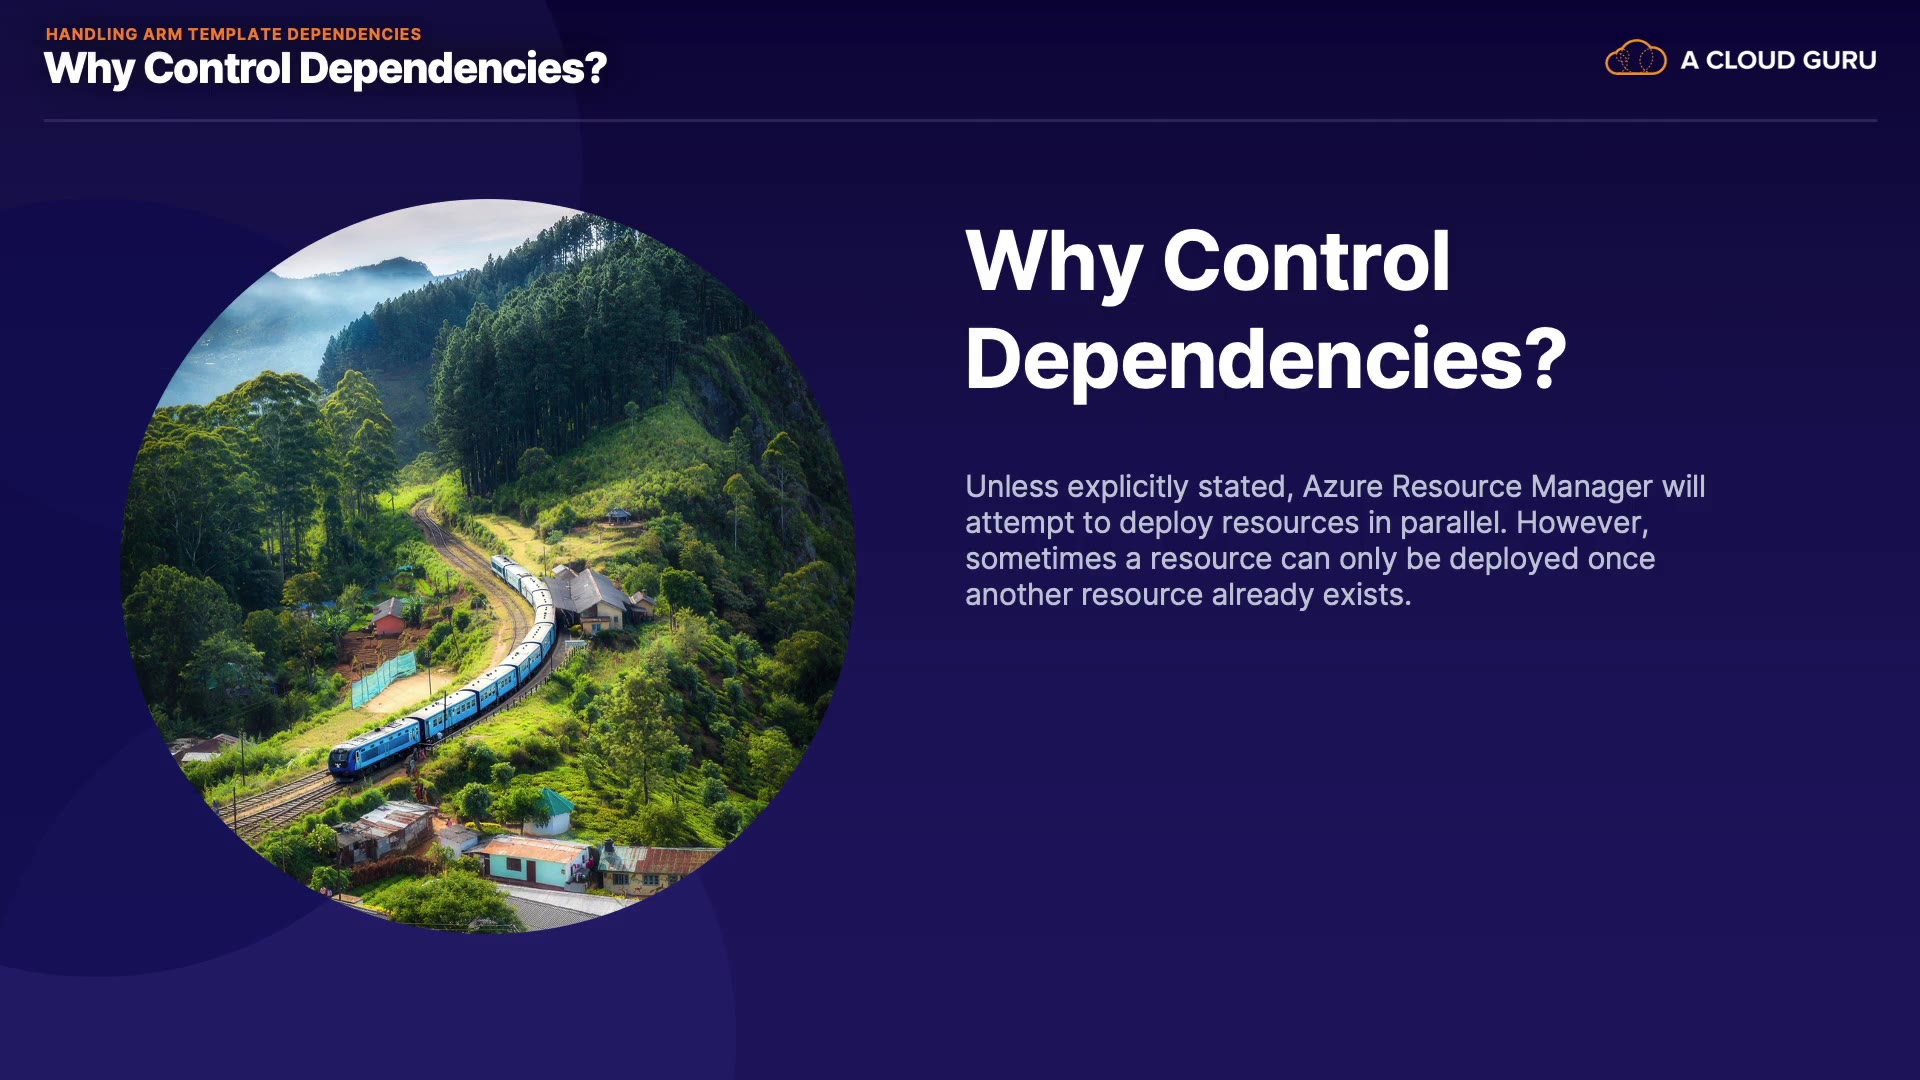 HANDLING ARM TEMPLATE DEPENDENCIES
Why Control Dependencies?
A CLOUD GURU
Why Control
Dependencies?
Unless explicitly stated, Azure Resource Manager will
attempt to deploy resources in parallel. However,
sometimes a resource can only be deployed once
another resource already exists.